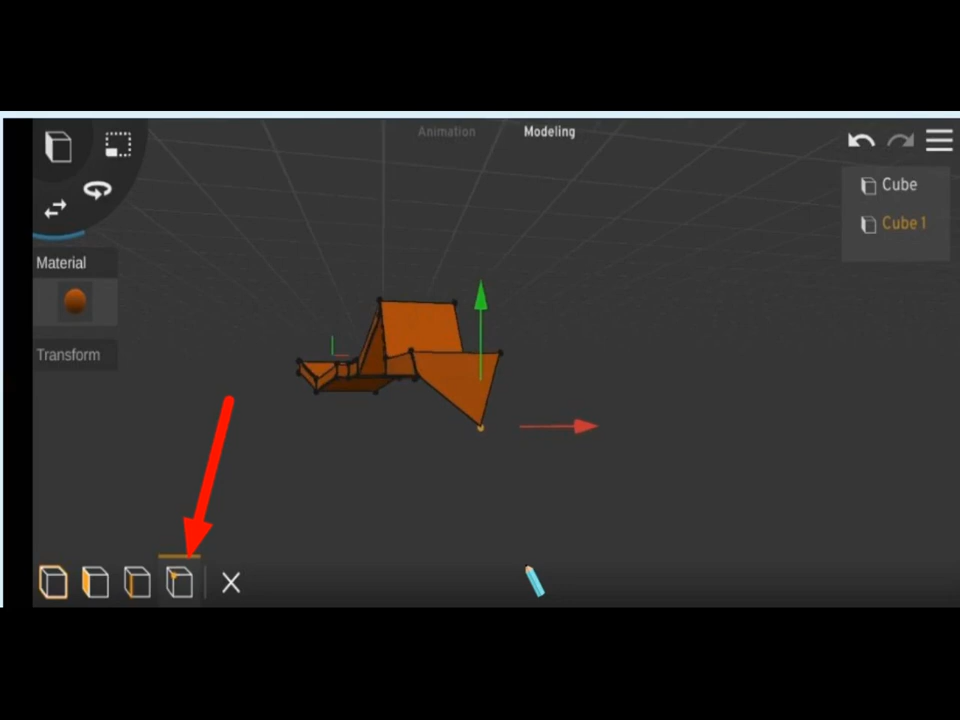 Animation Modeling
Cube
Cube 1
Material
Transform